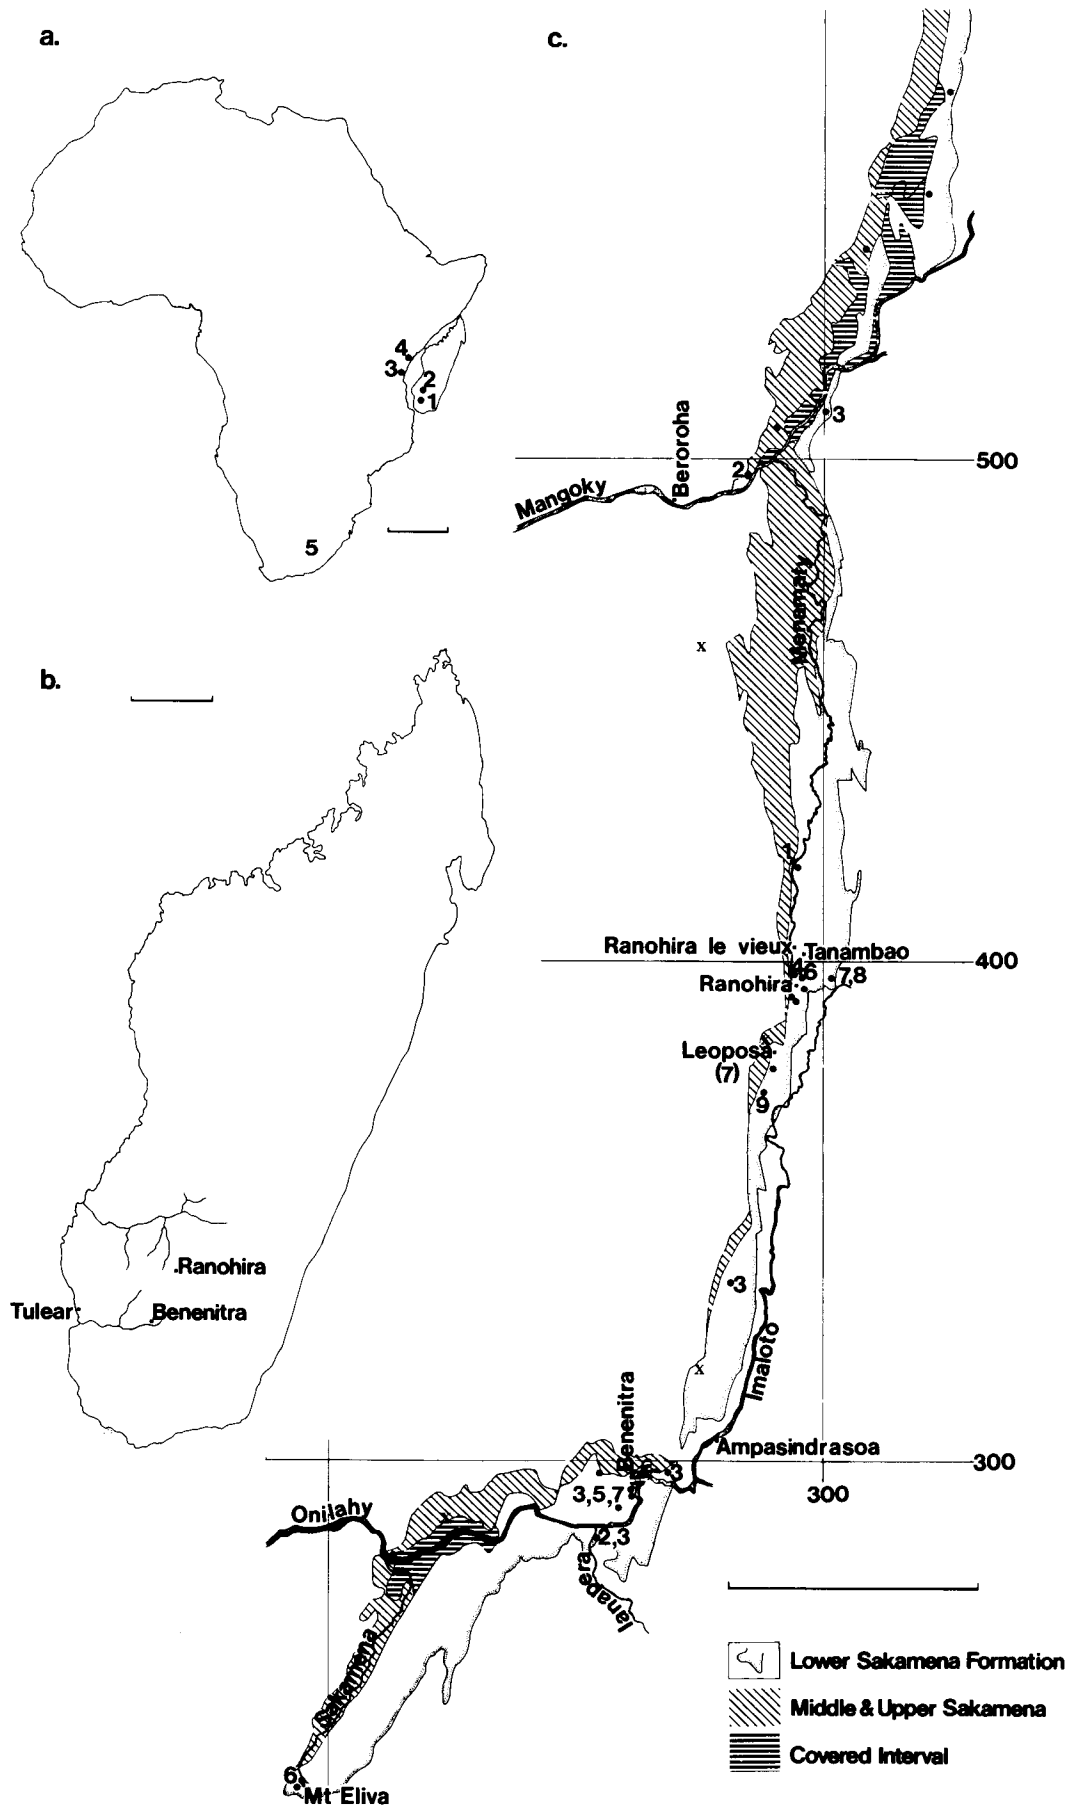 a.
4
3
2
1
5
b.
Ranohira
Tulear
Benenitra
c.
3
500
2
Beroroha
Mangoky
Menamaty
x
1
Ranohira le vieux
Tanambao
400
7,8
Ranohira
Leoposa
(7)
9
3
Imaloto
x
Benenitra
Ampasindrasoa
300
3
300
3,5,7
Onilahy
2,3
Ianapera
Sakamena
6
Mt Eliva
Lower Sakamena Formation
Middle & Upper Sakamena
Covered Interval